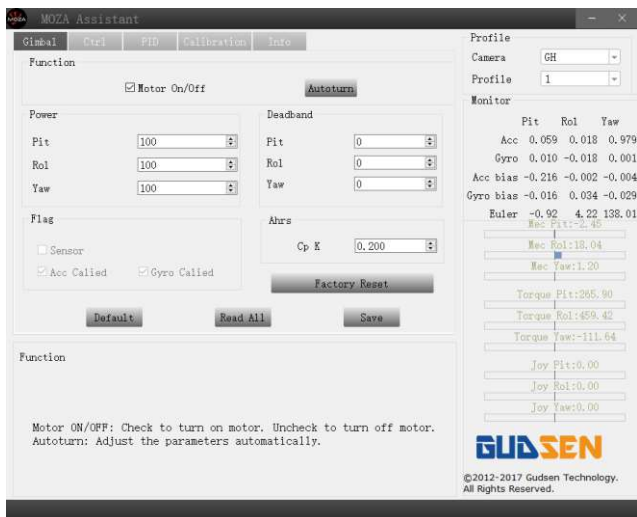 MOZA MOZA Assistant
Gimbal Ctrl PID Calibration Info
Function
Motor On/Off Autoturn
Power
Pit 100
Rol 100
Yaw 100
Deadband
Pit 0
Rol 0
Yaw 0
Flag
Sensor
Acc Calied Gyro Calied
Ahrs
Cp K 0.200
Factory Reset
Default Read All Save
Function
Motor ON/OFF: Check to turn on motor. Uncheck to turn off motor.
Autoturn: Adjust the parameters automatically.
Profile
Camera GH
Profile 1
Monitor
Pit Rol Yaw
Acc 0.059 0.018 0.979
Gyro 0.010 -0.018 0.001
Acc bias -0.216 -0.002 -0.004
Gyro bias -0.016 0.034 -0.029
Euler -0.92 4.22 138.01
Mec Pit:-2.45
Mec Rol:18.04
Mec Yaw:1.20
Torque Pit:265.90
Torque Rol:459.42
Torque Yaw:-111.64
Joy Pit:0.00
Joy Rol:0.00
Joy Yaw:0.00
GUDSEN
©2012-2017 Gudsen Technology.
All Rights Reserved.